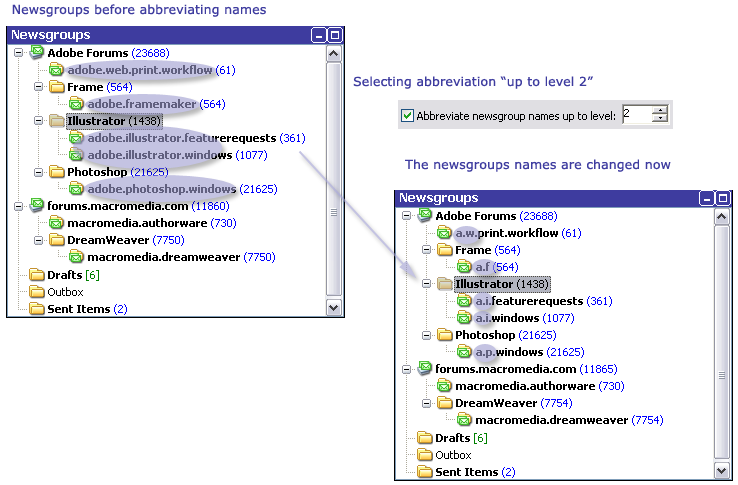 Newsgroups before abbreviating names
Newsgroups
Adobe Forums (23688)
adobe.web.print.workflow (61)
Frame (564)
adobe.framemaker (564)
Illustrator (1438)
adobe.illustrator.featurerequests (361)
adobe.illustrator.windows (1077)
Photoshop (21625)
adobe.photoshop.windows (21625)
forums.macromedia.com (11860)
macromedia.authorware (730)
DreamWeaver (7750)
macromedia.dreamweaver (7750)
Drafts [6]
Outbox
Sent Items (2)
Selecting abbreviation “up to level 2”
Abbreviate newsgroup names up to level: 2
The newsgroups names are changed now
Newsgroups
Adobe Forums (23688)
a.w.print.workflow (61)
Frame (564)
a.f (564)
Illustrator (1438)
a.i.featurerequests (361)
a.i.windows (1077)
Photoshop (21625)
a.p.windows (21625)
forums.macromedia.com (11865)
macromedia.authorware (730)
DreamWeaver (7754)
macromedia.dreamweaver (7754)
Drafts [6]
Outbox
Sent Items (2)